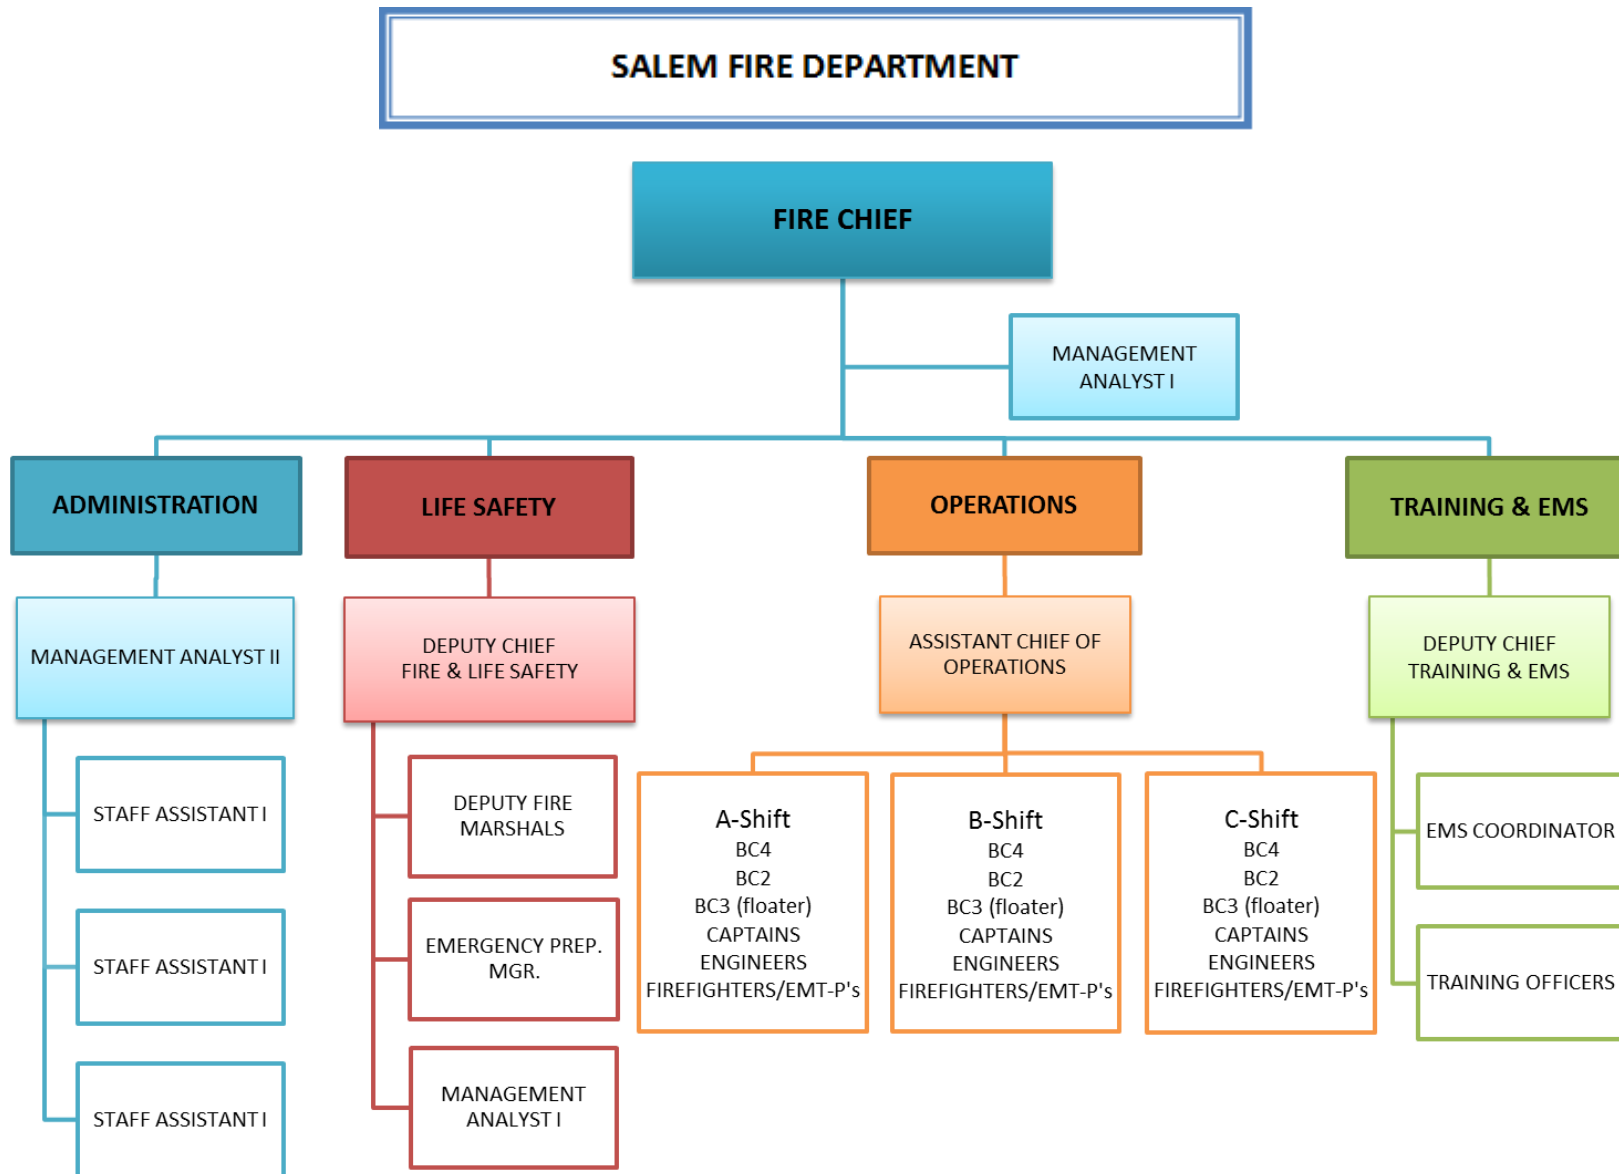 SALEM FIRE DEPARTMENT
FIRE CHIEF
MANAGEMENT
ANALYST I
ADMINISTRATION
LIFE SAFETY
OPERATIONS
TRAINING & EMS
MANAGEMENT ANALYST II
DEPUTY CHIEF
FIRE & LIFE SAFETY
ASSISTANT CHIEF OF
OPERATIONS
DEPUTY CHIEF
TRAINING & EMS
STAFF ASSISTANT I
STAFF ASSISTANT I
STAFF ASSISTANT I
DEPUTY FIRE
MARSHALS
EMERGENCY PREP.
MGR.
MANAGEMENT
ANALYST I
A-Shift
BC4
BC2
BC3 (floater)
CAPTAINS
ENGINEERS
FIREFIGHTERS/EMT-P's
B-Shift
BC4
BC2
BC3 (floater)
CAPTAINS
ENGINEERS
FIREFIGHTERS/EMT-P's
C-Shift
BC4
BC2
BC3 (floater)
CAPTAINS
ENGINEERS
FIREFIGHTERS/EMT-P's
EMS COORDINATOR
TRAINING OFFICERS